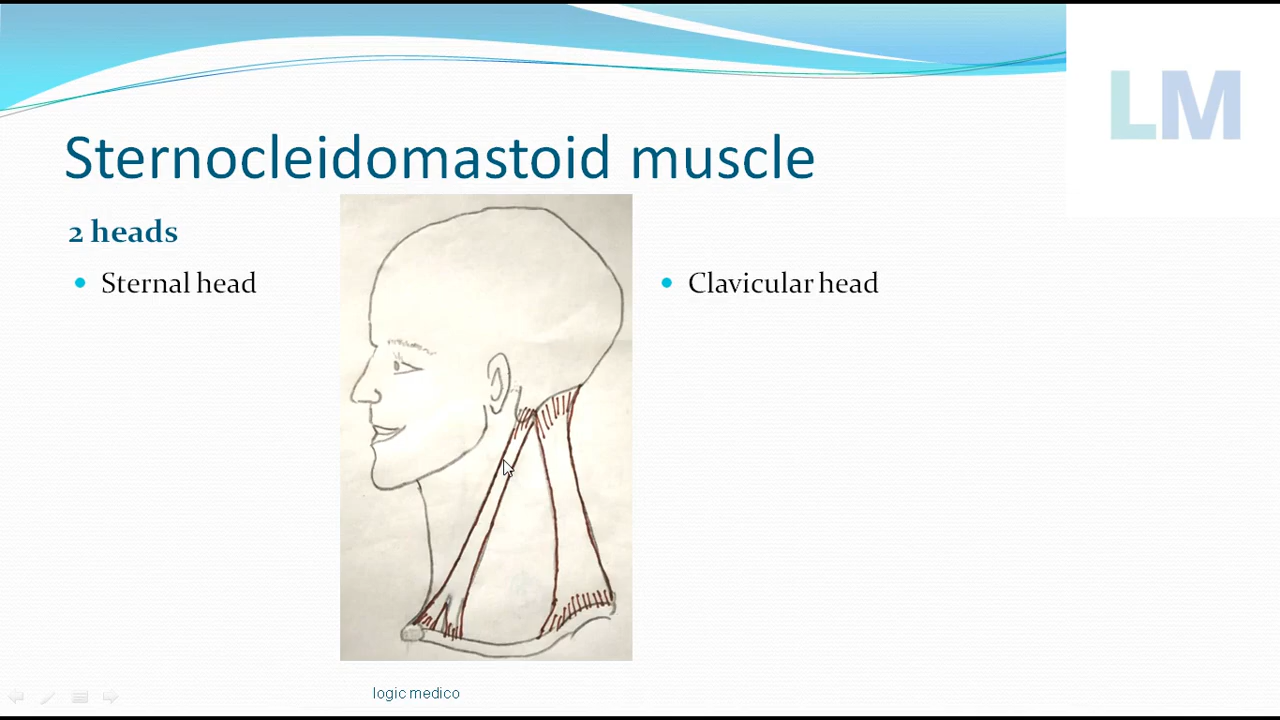 LM
Sternocleidomastoid muscle
2 heads
Sternal head
Clavicular head
logic medico